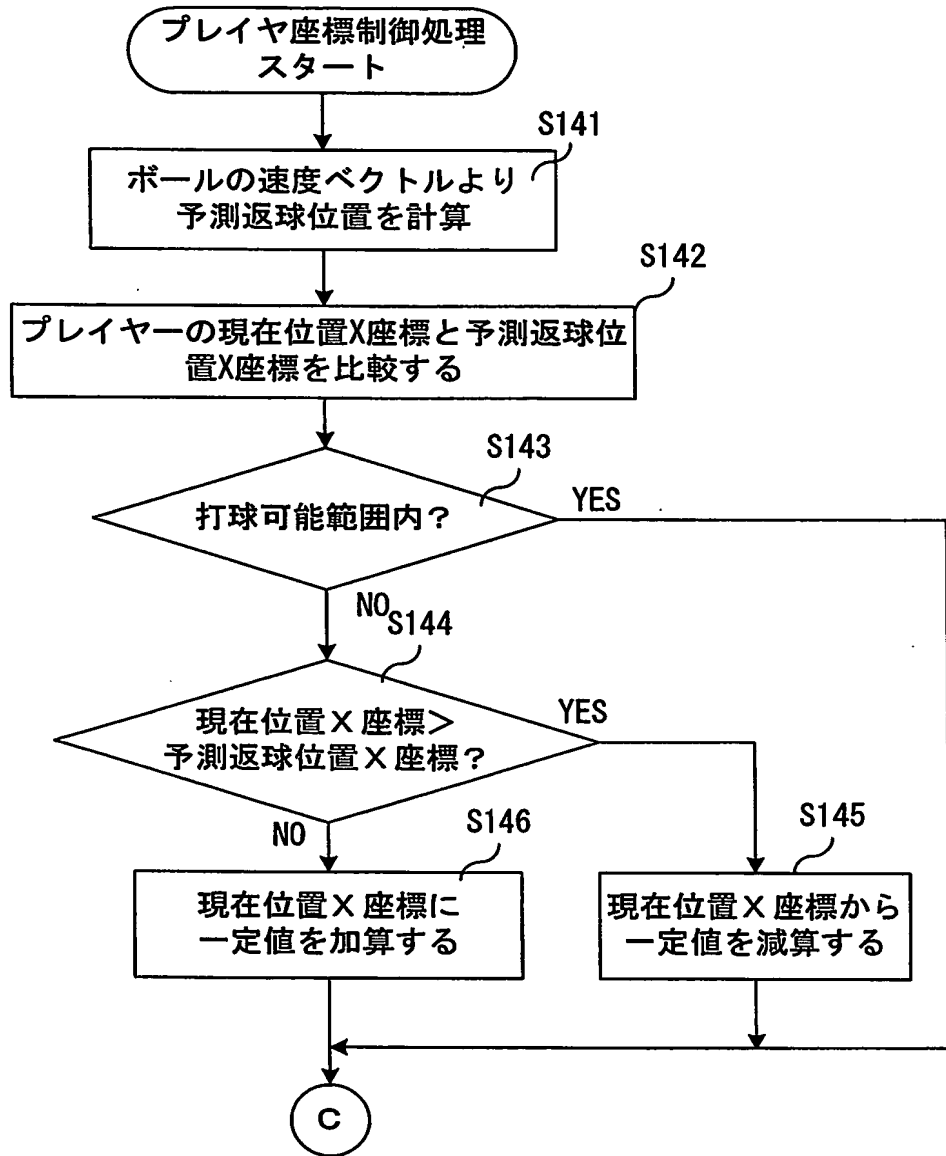 プレイヤ座標制御処理
スタート
S141
ボールの速度ベクトルより
予測返球位置を計算
S142
プレイヤーの現在位置X座標と予測返球位
置X座標を比較する
S143
打球可能範囲内？
YES
NO
S144
現在位置X座標＞
予測返球位置X座標？
YES
NO
S146
現在位置X座標に
一定値を加算する
S145
現在位置X座標から
一定値を減算する
C